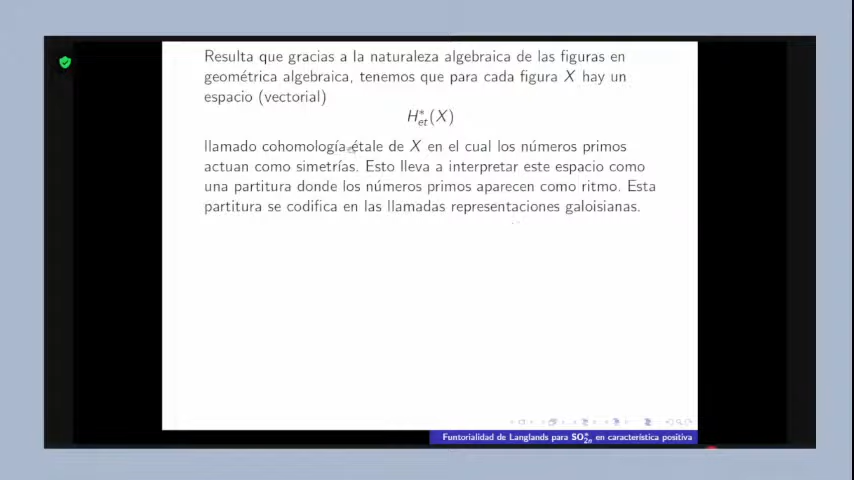 Resulta que gracias a la naturaleza algebraica de las figuras en
geométrica algebraica, tenemos que para cada figura X hay un
espacio (vectorial)
H*et(X)
llamado cohomología étale de X en el cual los números primos
actuan como simetrías. Esto lleva a interpretar este espacio como
una partitura donde los números primos aparecen como ritmo. Esta
partitura se codifica en las llamadas representaciones galoisianas.
Funtorialidad de Langlands para SO*2n en característica positiva